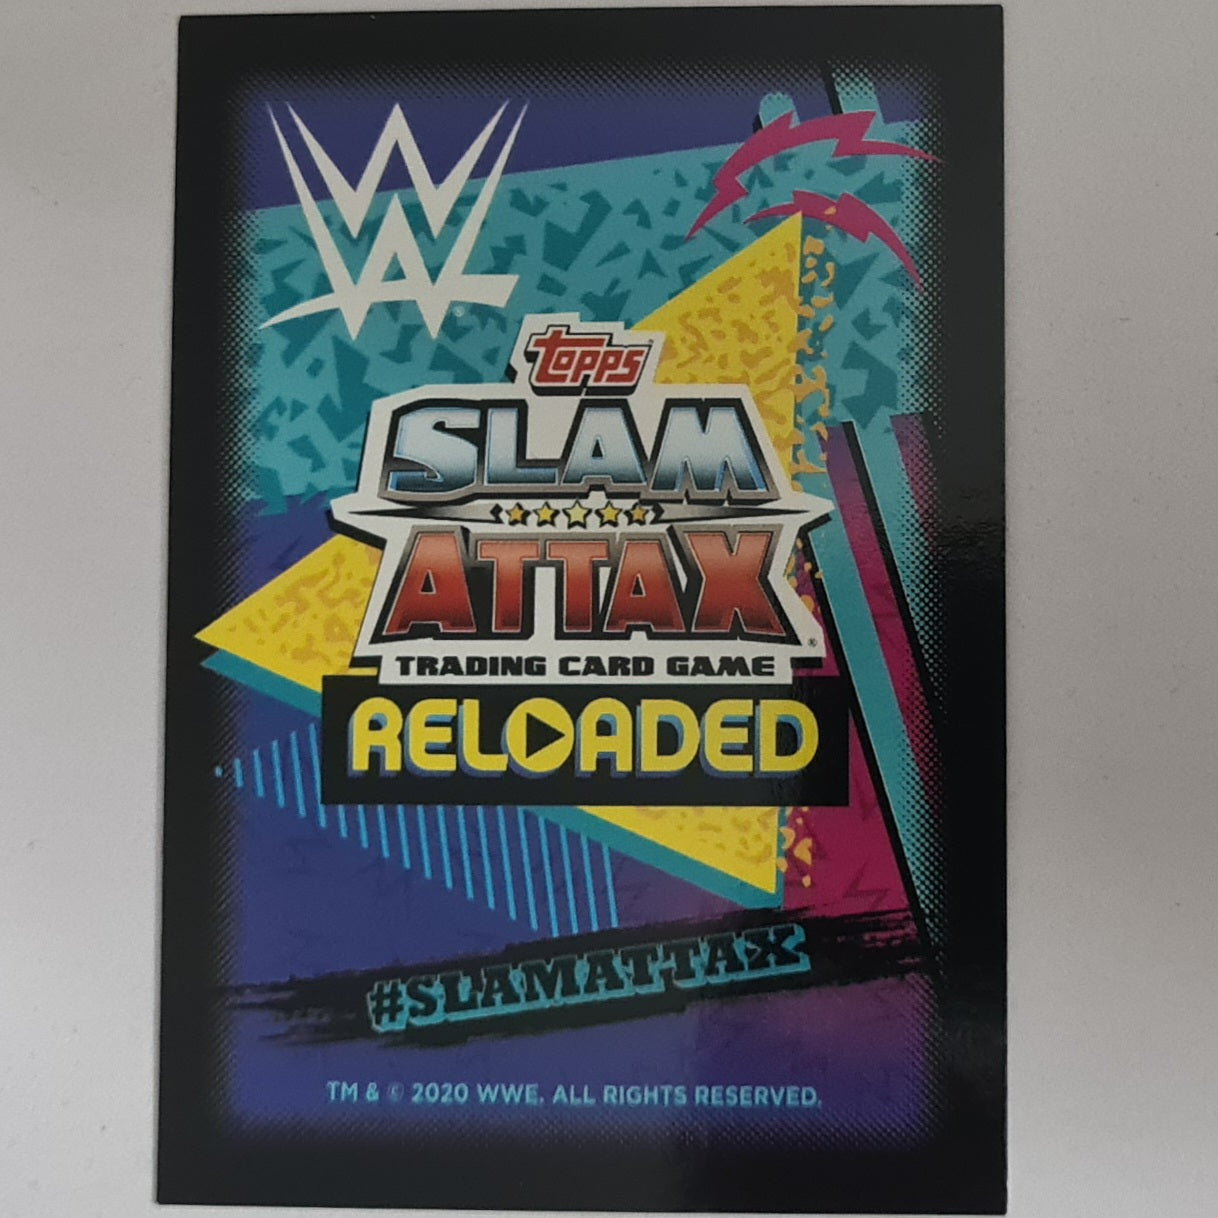 W
topps
SLAM
ATTAX®
TRADING CARD GAME
RELOADED
#SLAMATTAX
TM & © 2020 WWE. ALL RIGHTS RESERVED.